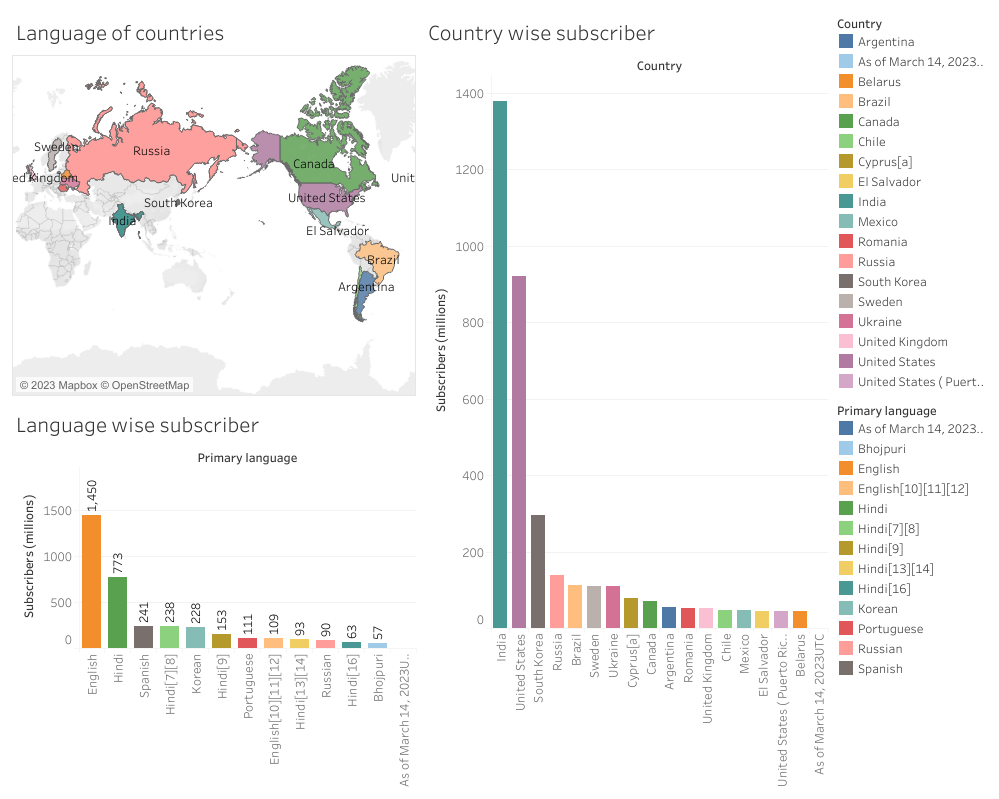 Language of countries
Sweden
Russia
ed Kingdom
South Korea
India
Canada
Unit
United States
El Salvador
Brazil
Argentina
© 2023 Mapbox © OpenStreetMap
Language wise subscriber
Primary language
Subscribers (millions)
1500
1000
500
0
1,450
773
241
238
228
153
111
109
93
90
63
57
English
Hindi
Spanish
Hindi[7][8]
Korean
Hindi[9]
Portuguese
English[10][11][12]
Hindi[13][14]
Russian
Hindi[16]
Bhojpuri
As of March 14, 2023U..
Country wise subscriber
Country
Subscribers (millions)
1400
1200
1000
800
600
400
200
0
India
United States
South Korea
Russia
Brazil
Sweden
Ukraine
Cyprus[a]
Canada
Argentina
Romania
United Kingdom
Chile
Mexico
El Salvador
United States ( Puerto Ric..
Belarus
As of March 14, 2023UTC
Country
Argentina
As of March 14, 2023..
Belarus
Brazil
Canada
Chile
Cyprus[a]
El Salvador
India
Mexico
Romania
Russia
South Korea
Sweden
Ukraine
United Kingdom
United States
United States ( Puert..
Primary language
As of March 14, 2023..
Bhojpuri
English
English[10][11][12]
Hindi
Hindi[7][8]
Hindi[9]
Hindi[13][14]
Hindi[16]
Korean
Portuguese
Russian
Spanish